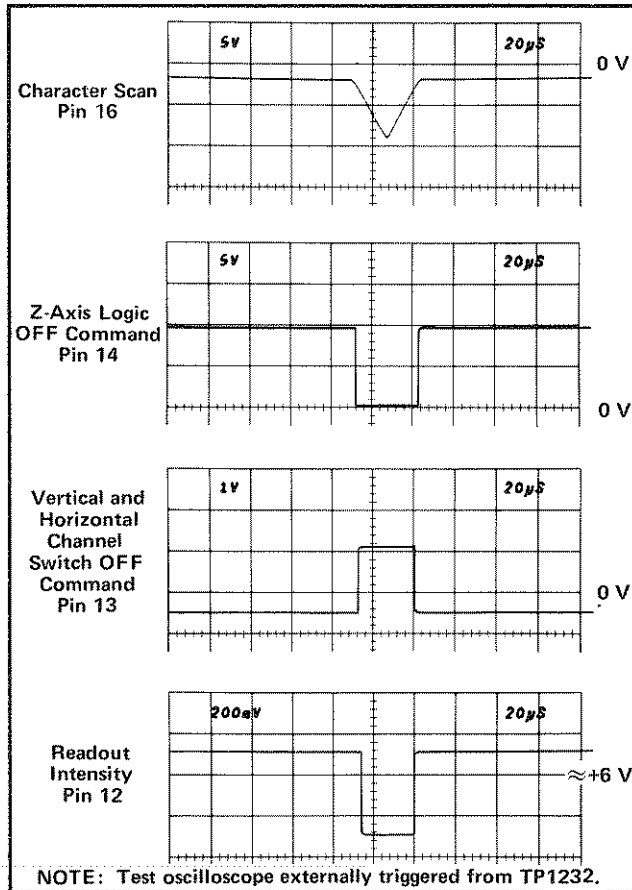 5V 20µS
0 V
Character Scan
Pin 16
5V 20µS
Z-Axis Logic
OFF Command
Pin 14
0 V
1V 20µS
Vertical and
Horizontal
Channel
Switch OFF
Command
Pin 13
0 V
200mV 20µS
Readout
Intensity
Pin 12
≈+6 V
NOTE: Test oscilloscope externally triggered from TP1232.